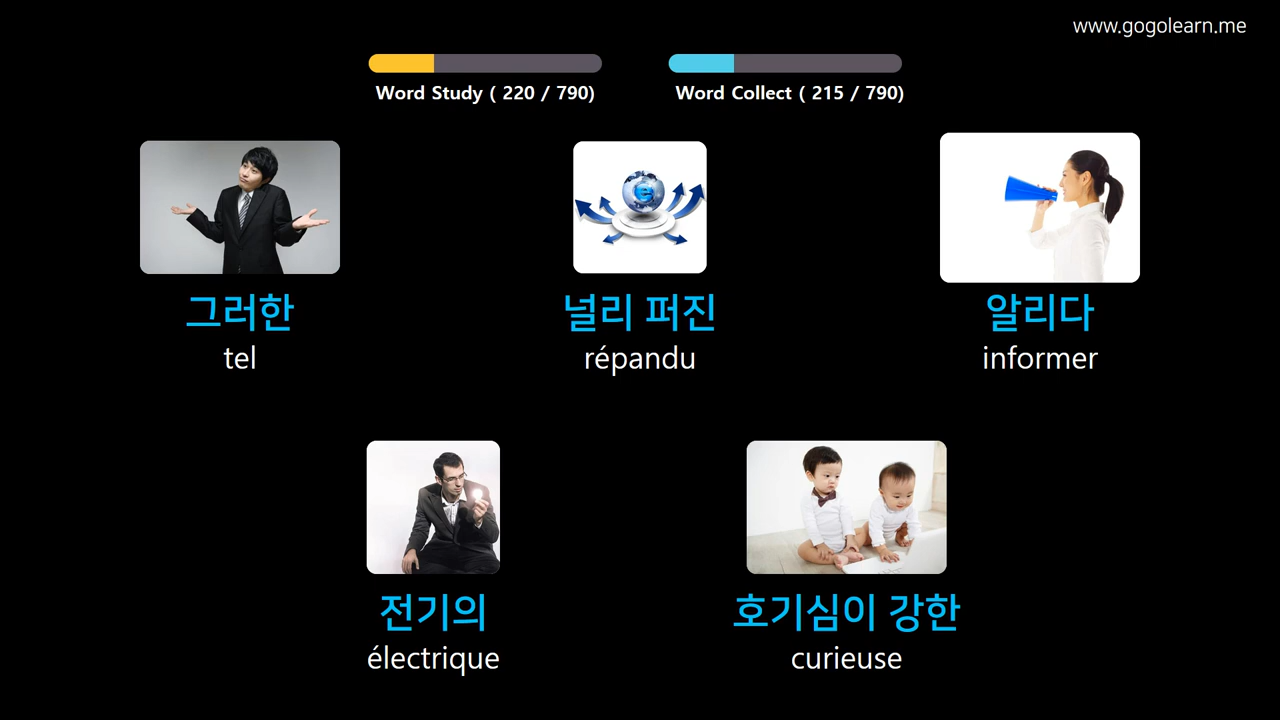 www.gogolearn.me
Word Study ( 220 / 790)
Word Collect ( 215 / 790)
그러한
tel
널리 퍼진
répandu
알리다
informer
전기의
électrique
호기심이 강한
curieuse